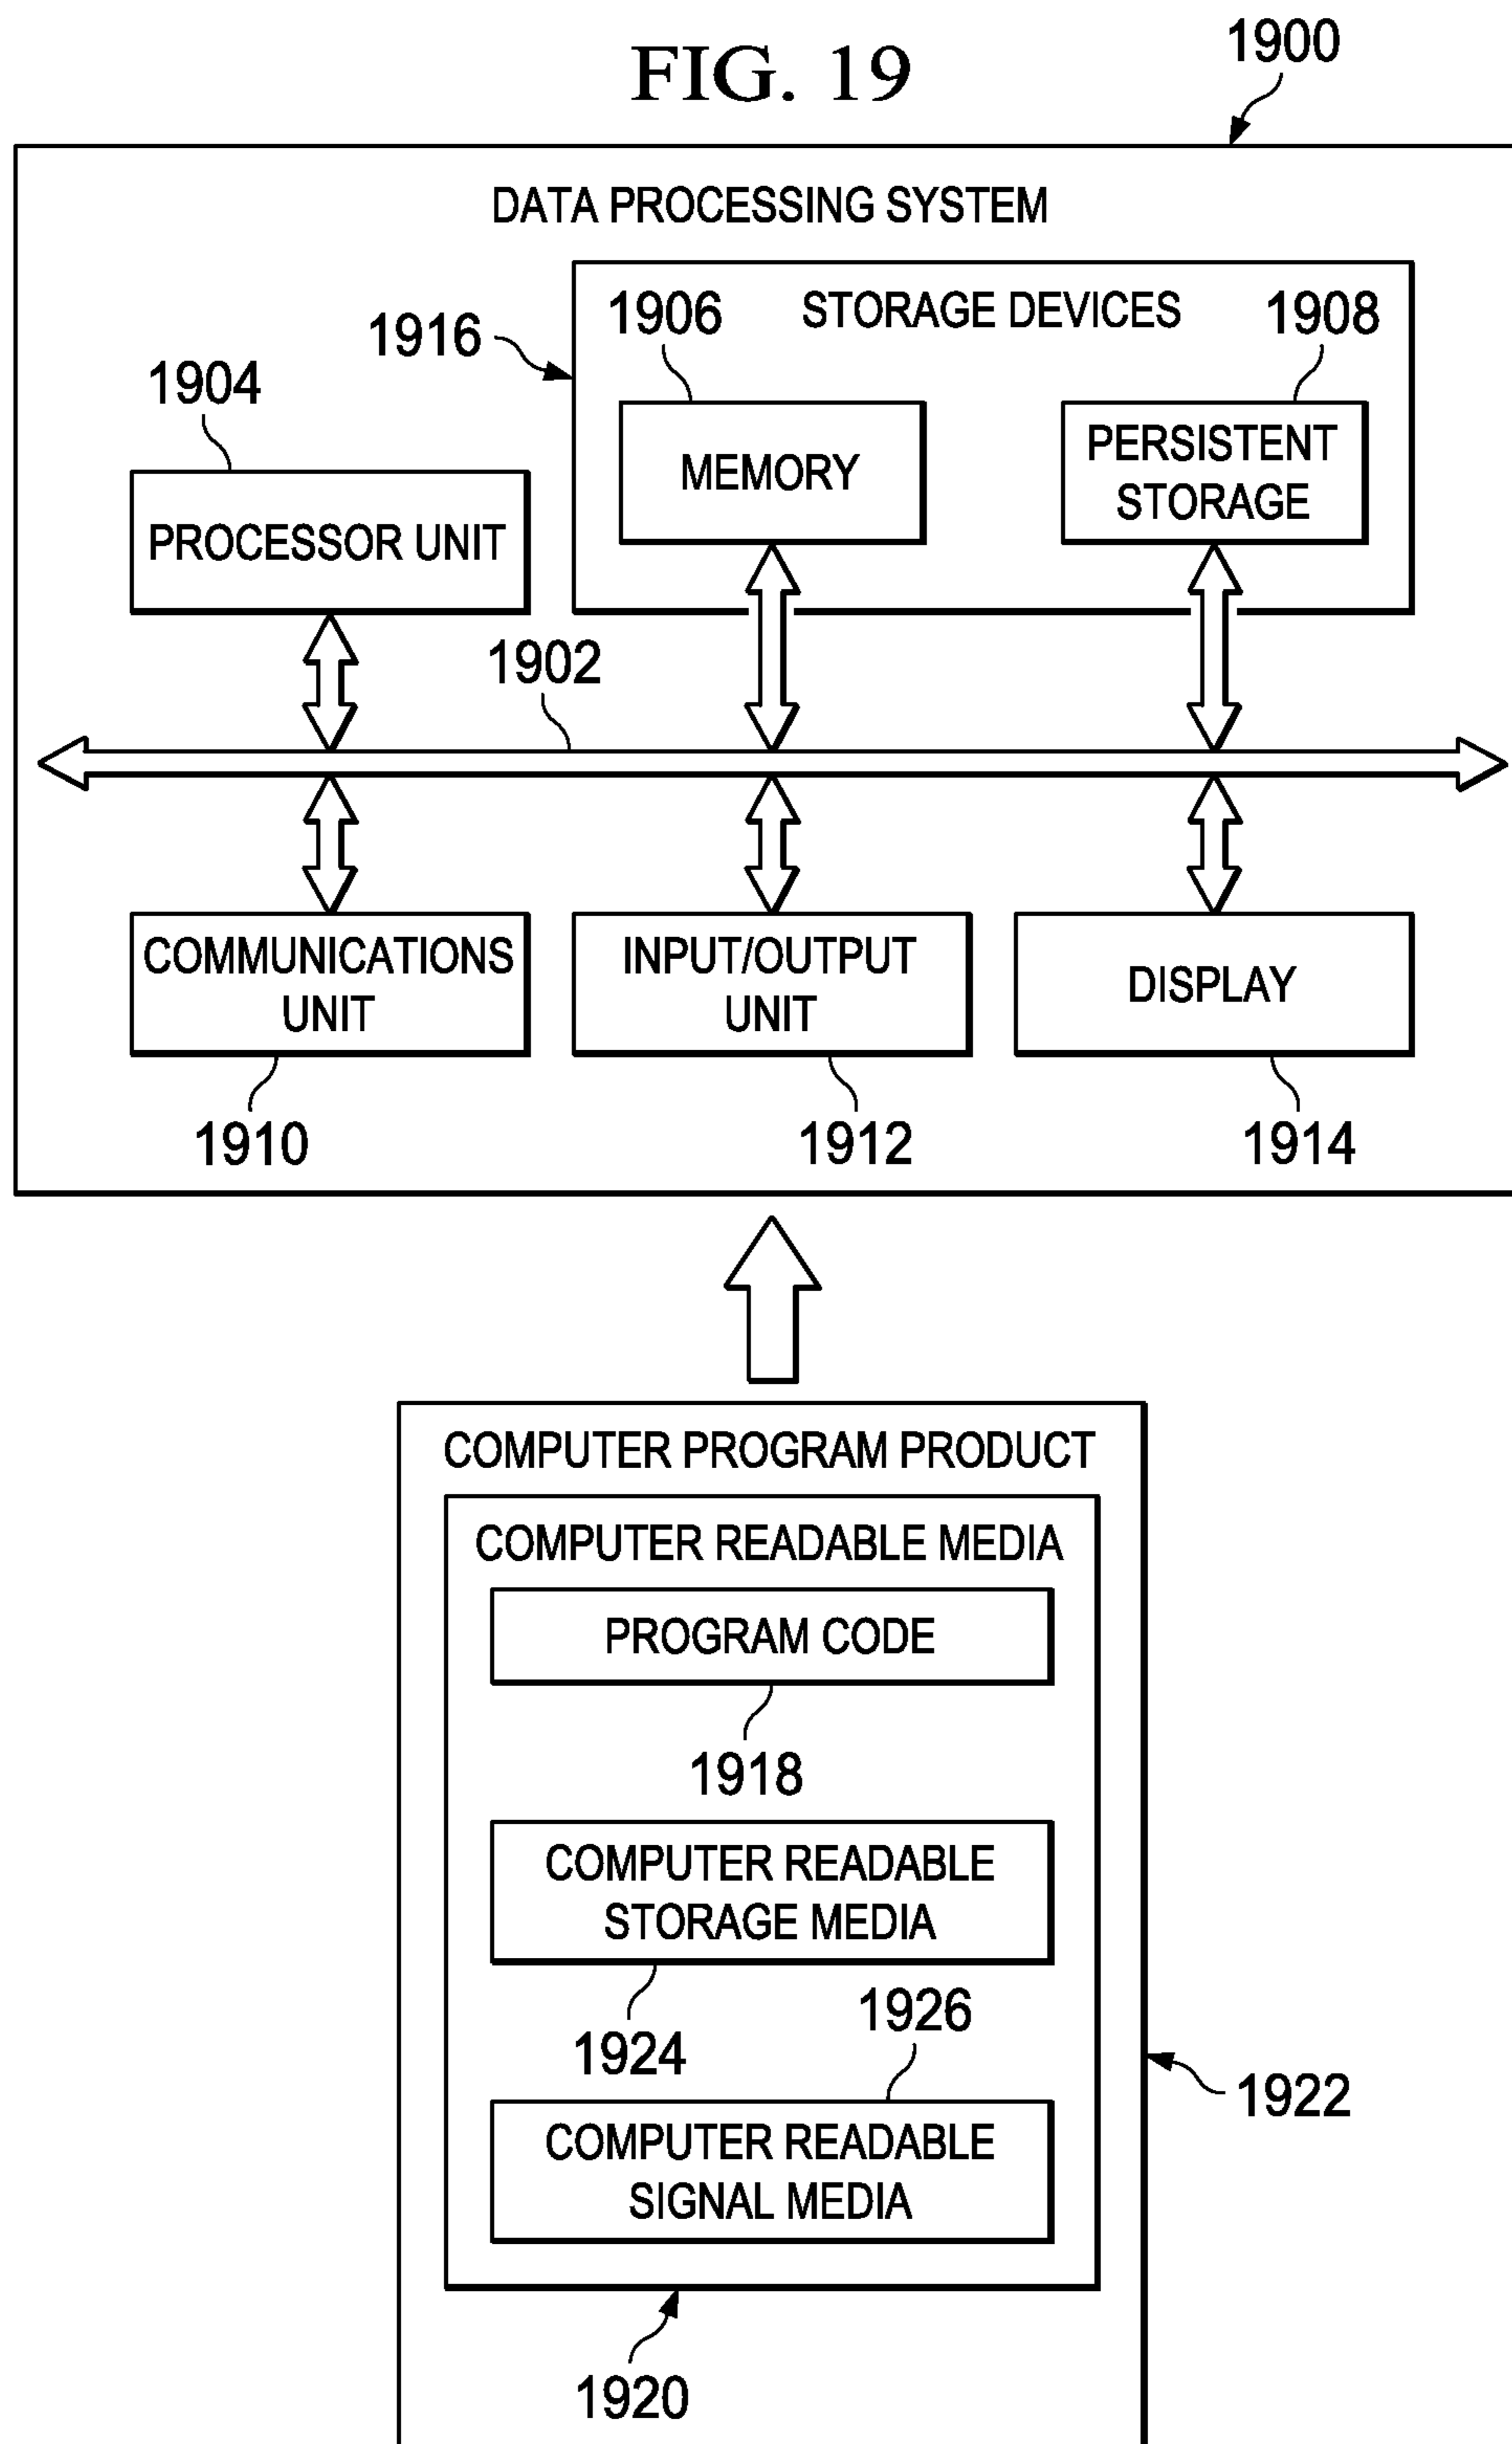 FIG. 19
1900
DATA PROCESSING SYSTEM
1916
1906
STORAGE DEVICES
1908
1904
MEMORY
PERSISTENT
STORAGE
PROCESSOR UNIT
1902
COMMUNICATIONS
UNIT
INPUT/OUTPUT
UNIT
DISPLAY
1910
1912
1914
COMPUTER PROGRAM PRODUCT
COMPUTER READABLE MEDIA
PROGRAM CODE
1918
COMPUTER READABLE
STORAGE MEDIA
1924
1926
1922
COMPUTER READABLE
SIGNAL MEDIA
1920